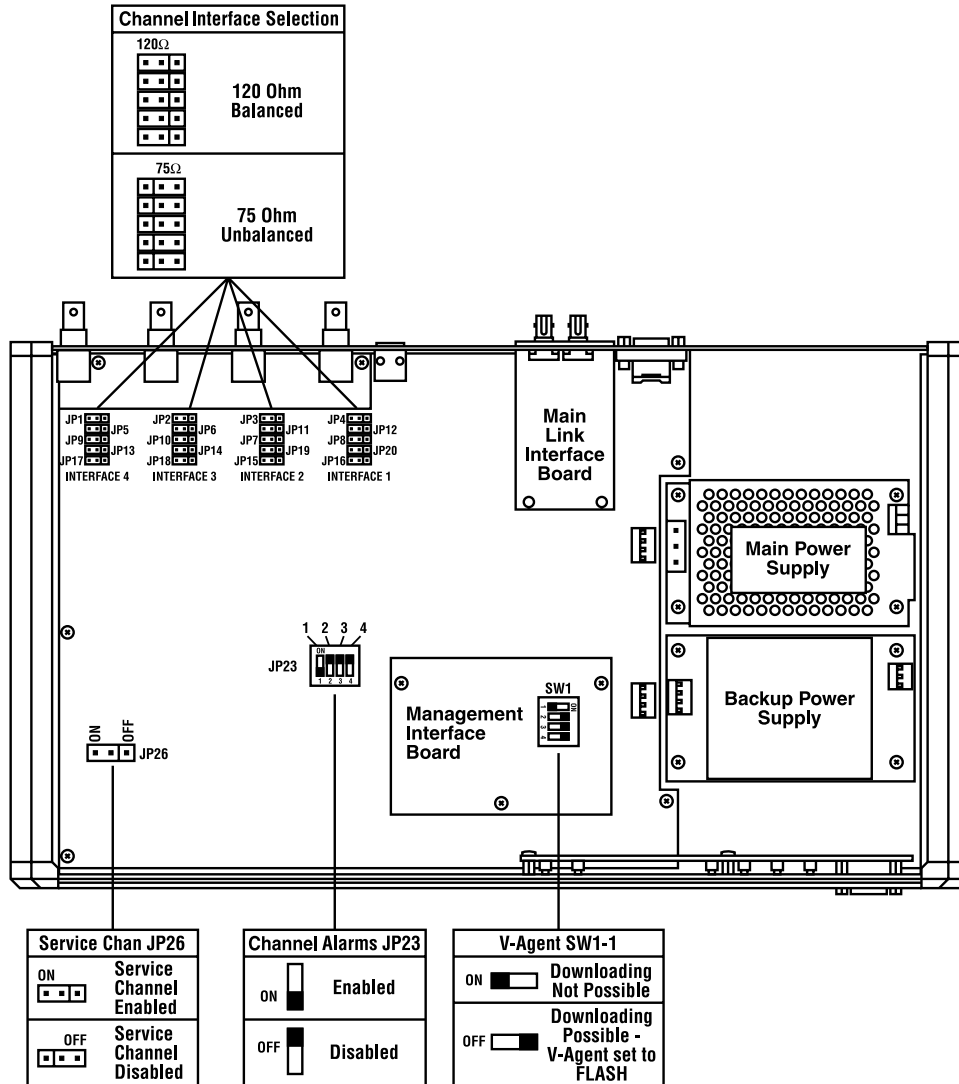 Channel Interface Selection
120Ω
120 Ohm
Balanced
75Ω
75 Ohm
Unbalanced
JP1
JP5
JP9
JP13
JP17
INTERFACE 4
JP2
JP6
JP10
JP14
JP18
INTERFACE 3
JP3
JP11
JP7
JP19
JP15
INTERFACE 2
JP4
JP12
JP8
JP20
JP16
INTERFACE 1
Main
Link
Interface
Board
Main Power
Supply
Backup Power
Supply
1 2 3 4
JP23
ON
1 2 3 4
Management
Interface
Board
SW1
ON
1
2
3
4
ON
OFF
JP26
Service Chan JP26
ON
Service
Channel
Enabled
OFF
Service
Channel
Disabled
Channel Alarms JP23
ON
Enabled
OFF
Disabled
V-Agent SW1-1
ON
Downloading
Not Possible
OFF
Downloading
Possible -
V-Agent set to
FLASH